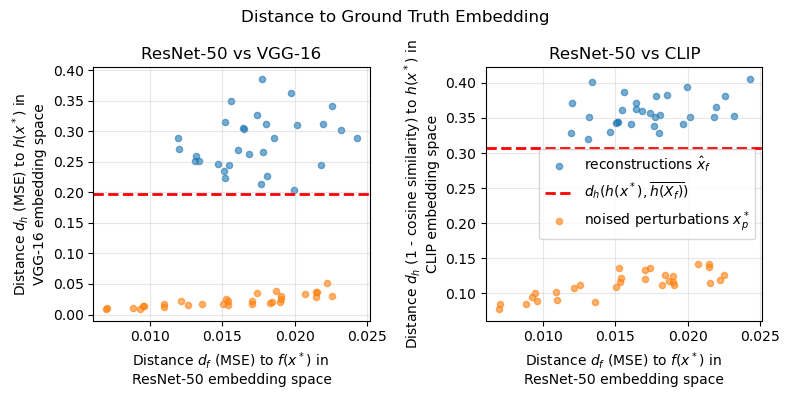 Distance to Ground Truth Embedding
ResNet-50 vs VGG-16
0.40
0.35
0.30
0.25
0.20
0.15
0.10
0.05
0.00
0.010
0.015
0.020
0.025
Distance d_h (MSE) to h(x*) in
VGG-16 embedding space
Distance d_f (MSE) to f(x*) in
ResNet-50 embedding space
ResNet-50 vs CLIP
0.40
0.35
0.30
0.25
0.20
0.15
0.10
0.010
0.015
0.020
0.025
Distance d_h (1 - cosine similarity) to h(x*) in
CLIP embedding space
Distance d_f (MSE) to f(x*) in
ResNet-50 embedding space
reconstructions x̂_f
d_h(h(x*), h(X_f)‾)
noised perturbations x*_p